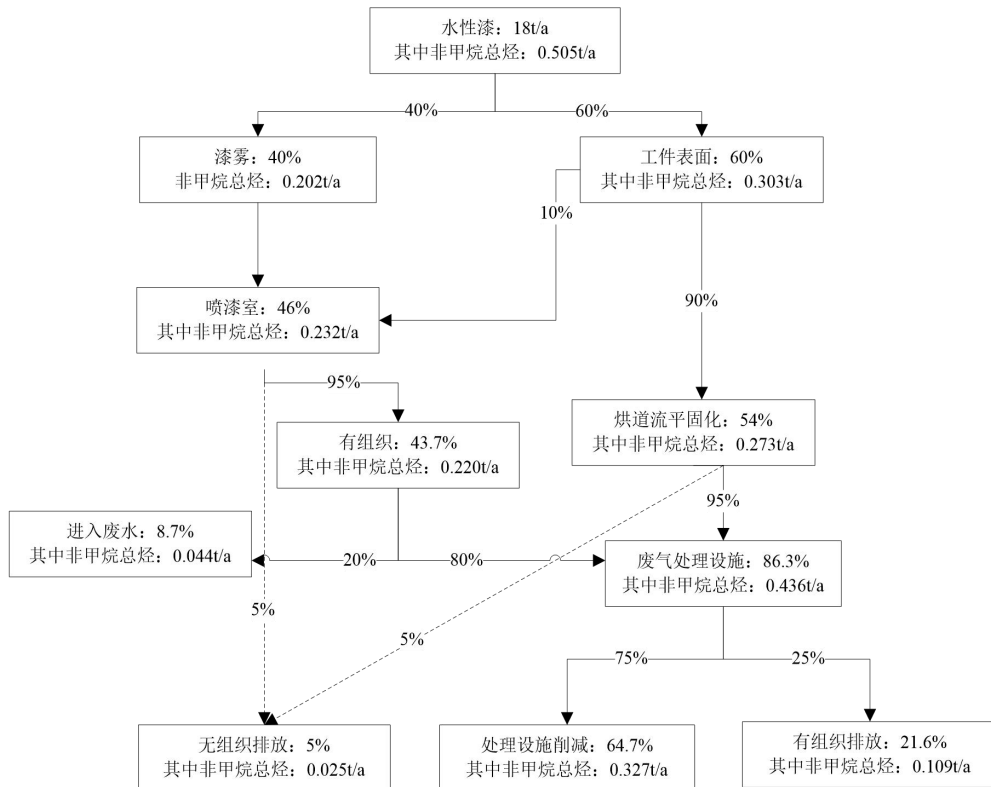 水性漆：18t/a
其中非甲烷总烃：0.505t/a
40%
60%
漆雾：40%
非甲烷总烃：0.202t/a
工件表面：60%
其中非甲烷总烃：0.303t/a
10%
喷漆室：46%
其中非甲烷总烃：0.232t/a
90%
95%
烘道流平固化：54%
其中非甲烷总烃：0.273t/a
有组织：43.7%
其中非甲烷总烃：0.220t/a
95%
进入废水：8.7%
其中非甲烷总烃：0.044t/a
20%
80%
废气处理设施：86.3%
其中非甲烷总烃：0.436t/a
5%
5%
75%
25%
无组织排放：5%
其中非甲烷总烃：0.025t/a
处理设施削减：64.7%
其中非甲烷总烃：0.327t/a
有组织排放：21.6%
其中非甲烷总烃：0.109t/a